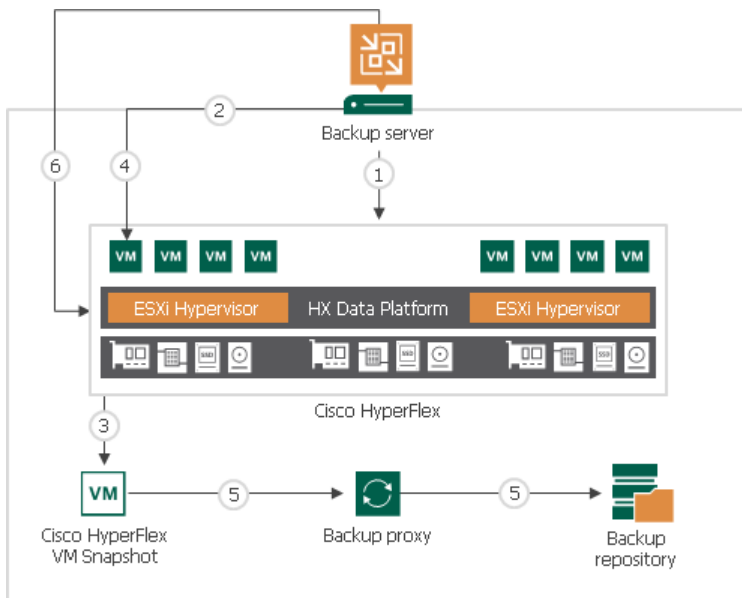 Backup server
2
6
4
1
VM VM VM VM VM VM VM VM
ESXi Hypervisor HX Data Platform ESXi Hypervisor
SSD SSD SSD
Cisco HyperFlex
3
VM 5 5
Cisco HyperFlex
VM Snapshot
Backup proxy
Backup
repository